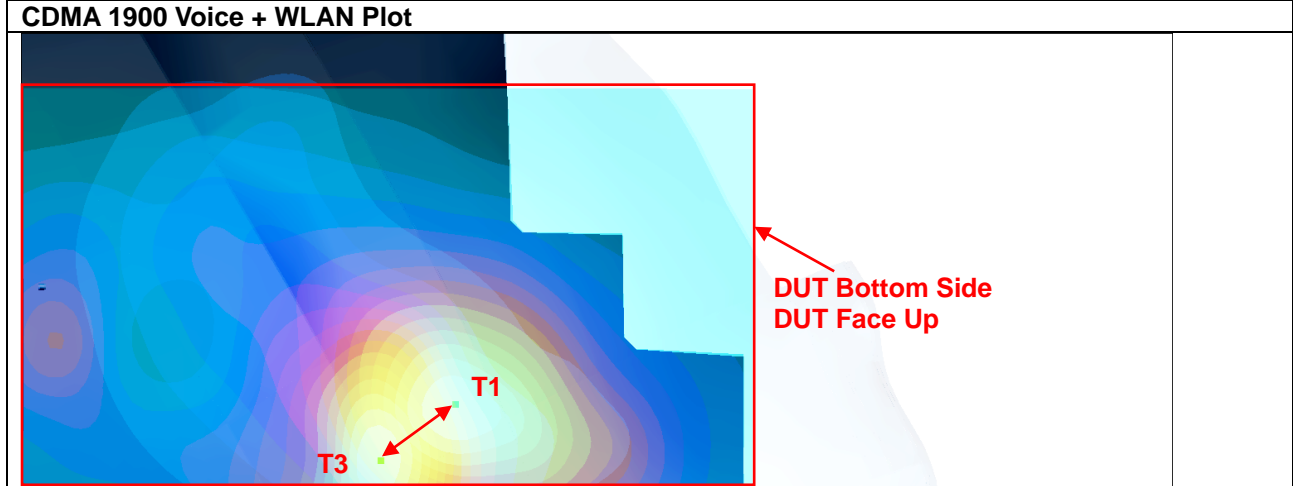 CDMA 1900 Voice + WLAN Plot
DUT Bottom Side
DUT Face Up
T1
T3